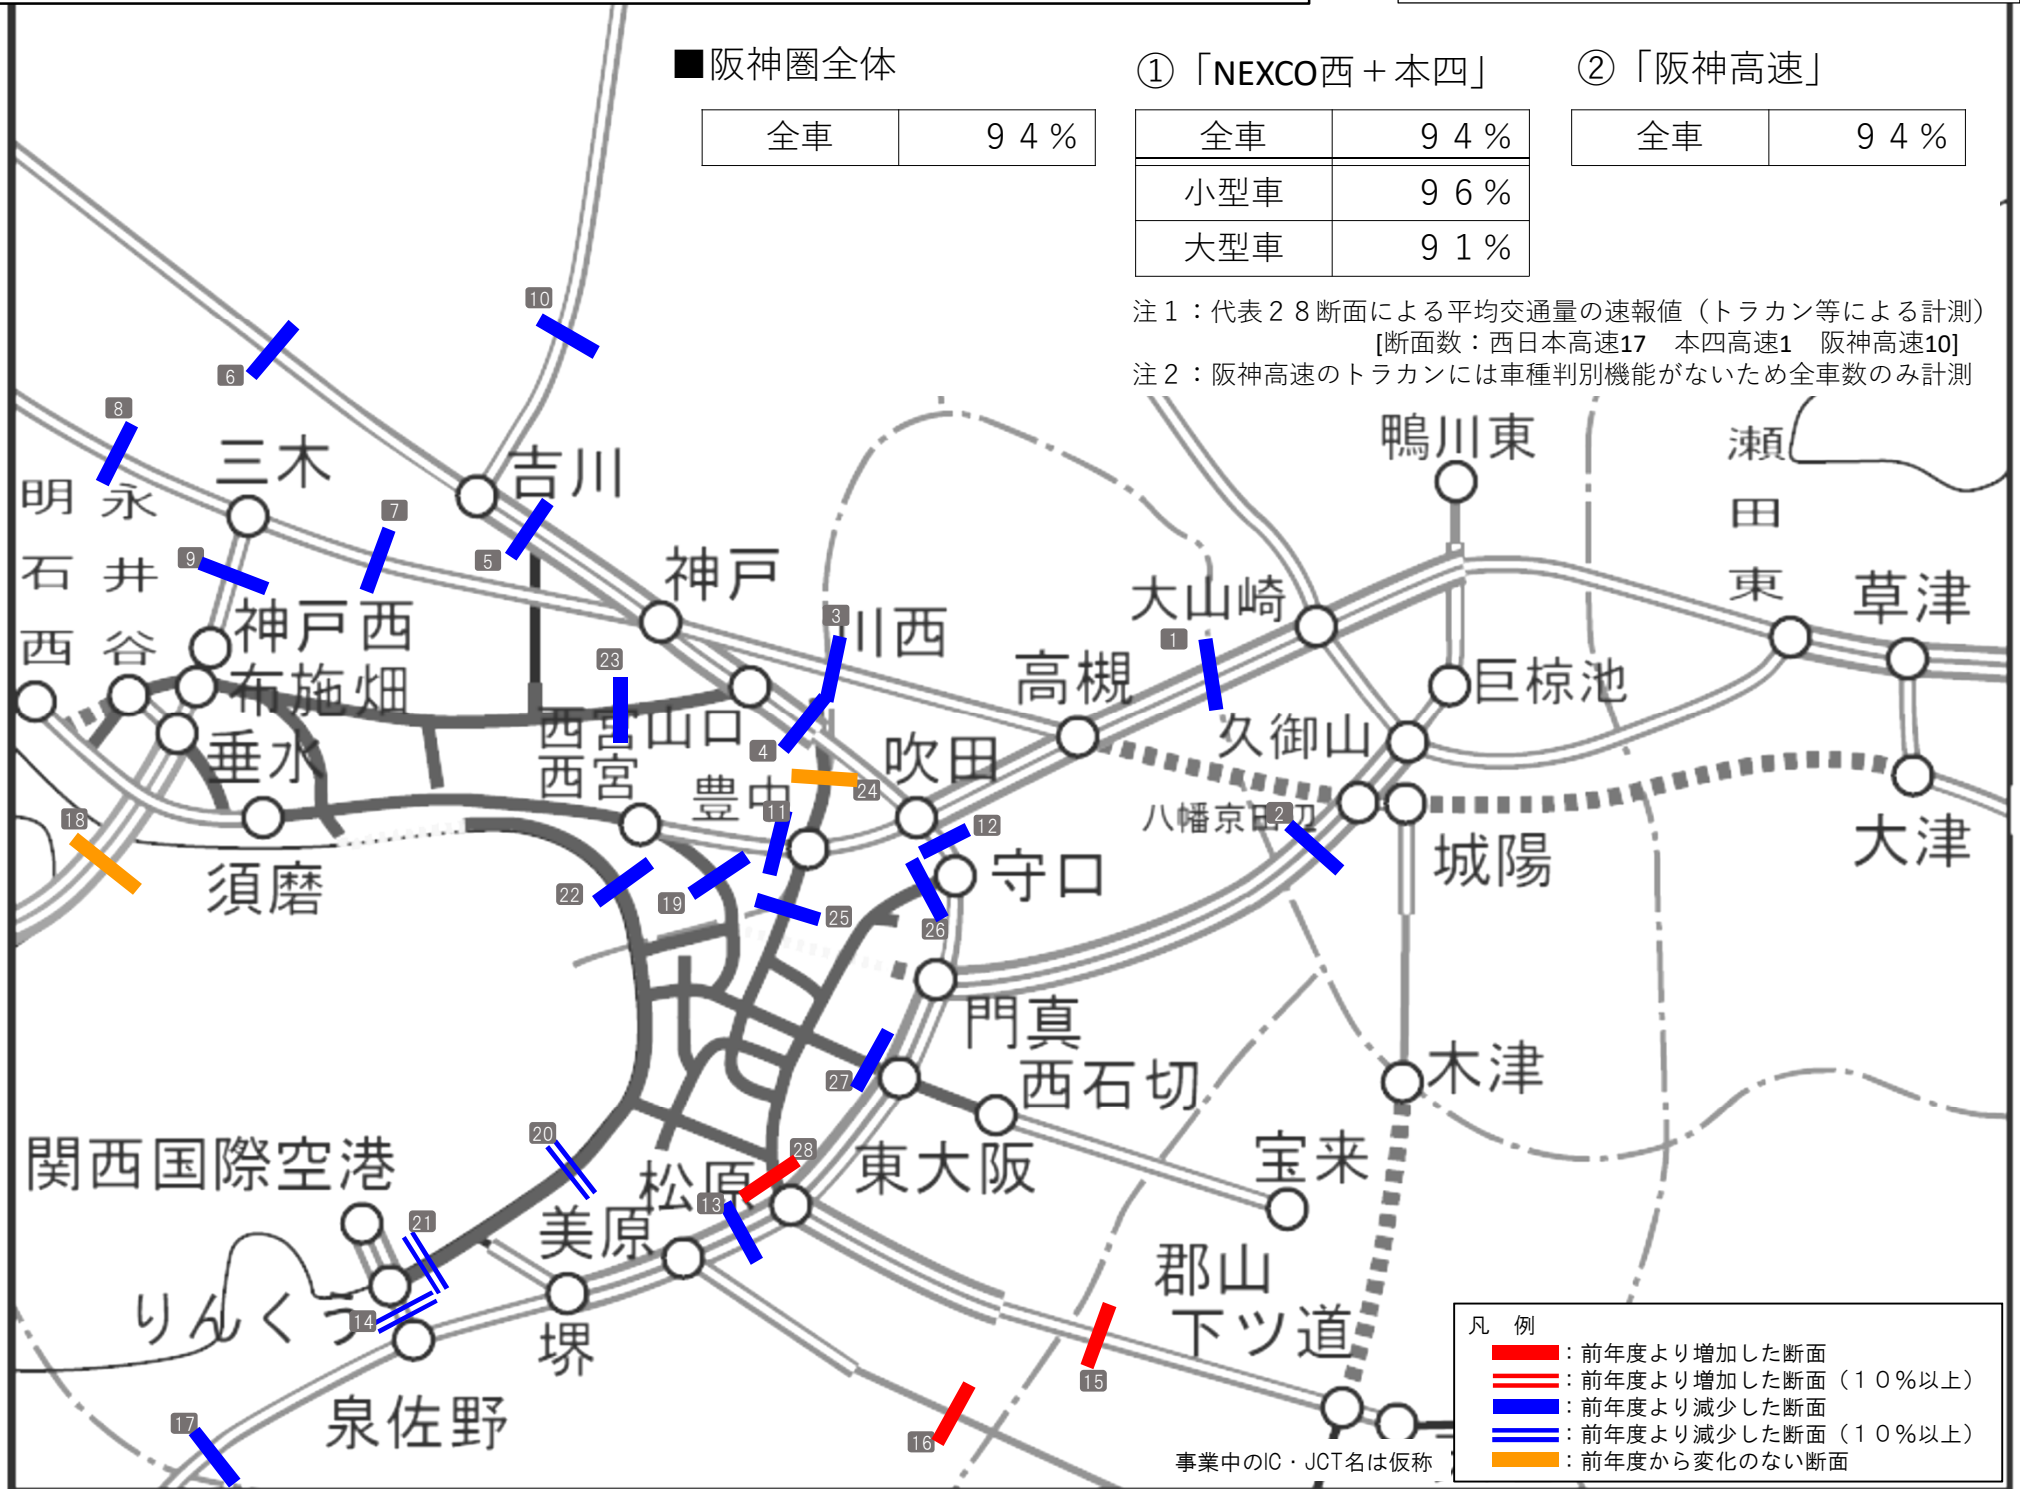 ■阪神圏全体
全車 94%
①「NEXCO西+本四」
全車 94%
小型車 96%
大型車 91%
②「阪神高速」
全車 94%
注1:代表28断面による平均交通量の速報値(トラカン等による計測)
[断面数:西日本高速17 本四高速1 阪神高速10]
注2:阪神高速のトラカンには車種判別機能がないため全車数のみ計測
10
6
8
三木
吉川
鴨川東
瀬田東
明石西
永井谷
7
9
5
神戸
神戸西
布施畑
3
川西
大山崎
1
草津
23
高槻
巨椋池
西宮山口
4
久御山
垂水
西宮
豊中
吹田
24
11
18
八幡京田辺
2
12
須磨
22
19
25
守口
26
城陽
大津
門真
27
西石切
木津
20
28
関西国際空港
松原
13
東大阪
宝来
21
美原
りんくう
14
堺
郡山
下ツ道
15
泉佐野
17
16
事業中のIC・JCT名は仮称
凡 例
:前年度より増加した断面
:前年度より増加した断面(10%以上)
:前年度より減少した断面
:前年度より減少した断面(10%以上)
:前年度から変化のない断面